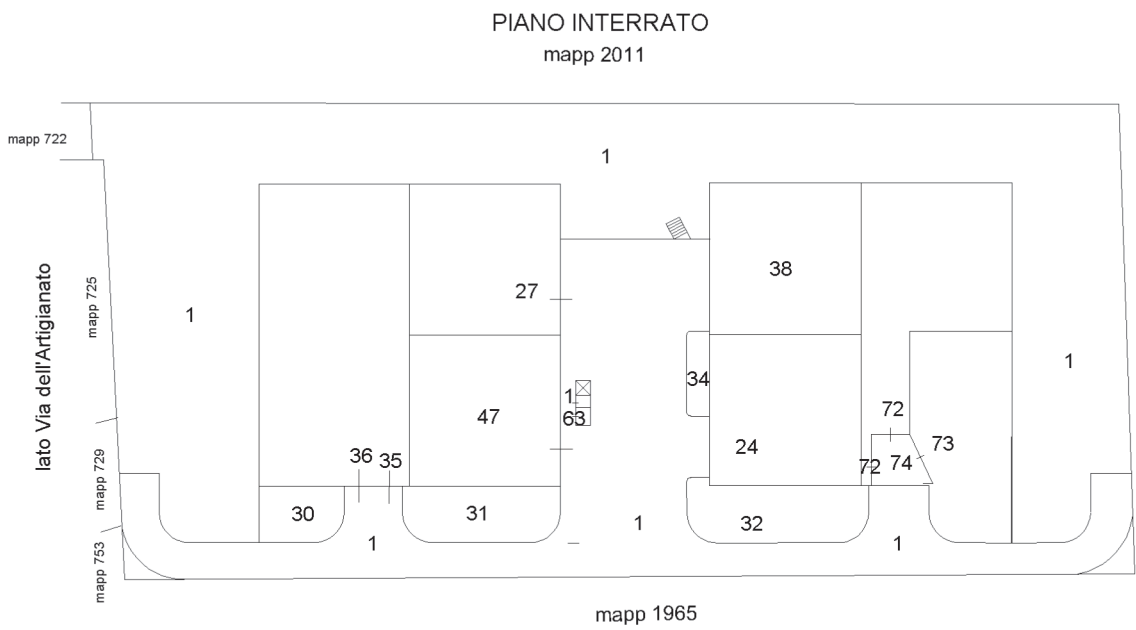 PIANO INTERRATO
mapp 2011
mapp 722
1
38
27
lato Via dell'Artigianato
mapp 725
1
1
34
1
72
47
63
24
73
36
35
72
74
mapp 729
30
31
1
32
1
1
mapp 753
mapp 1965